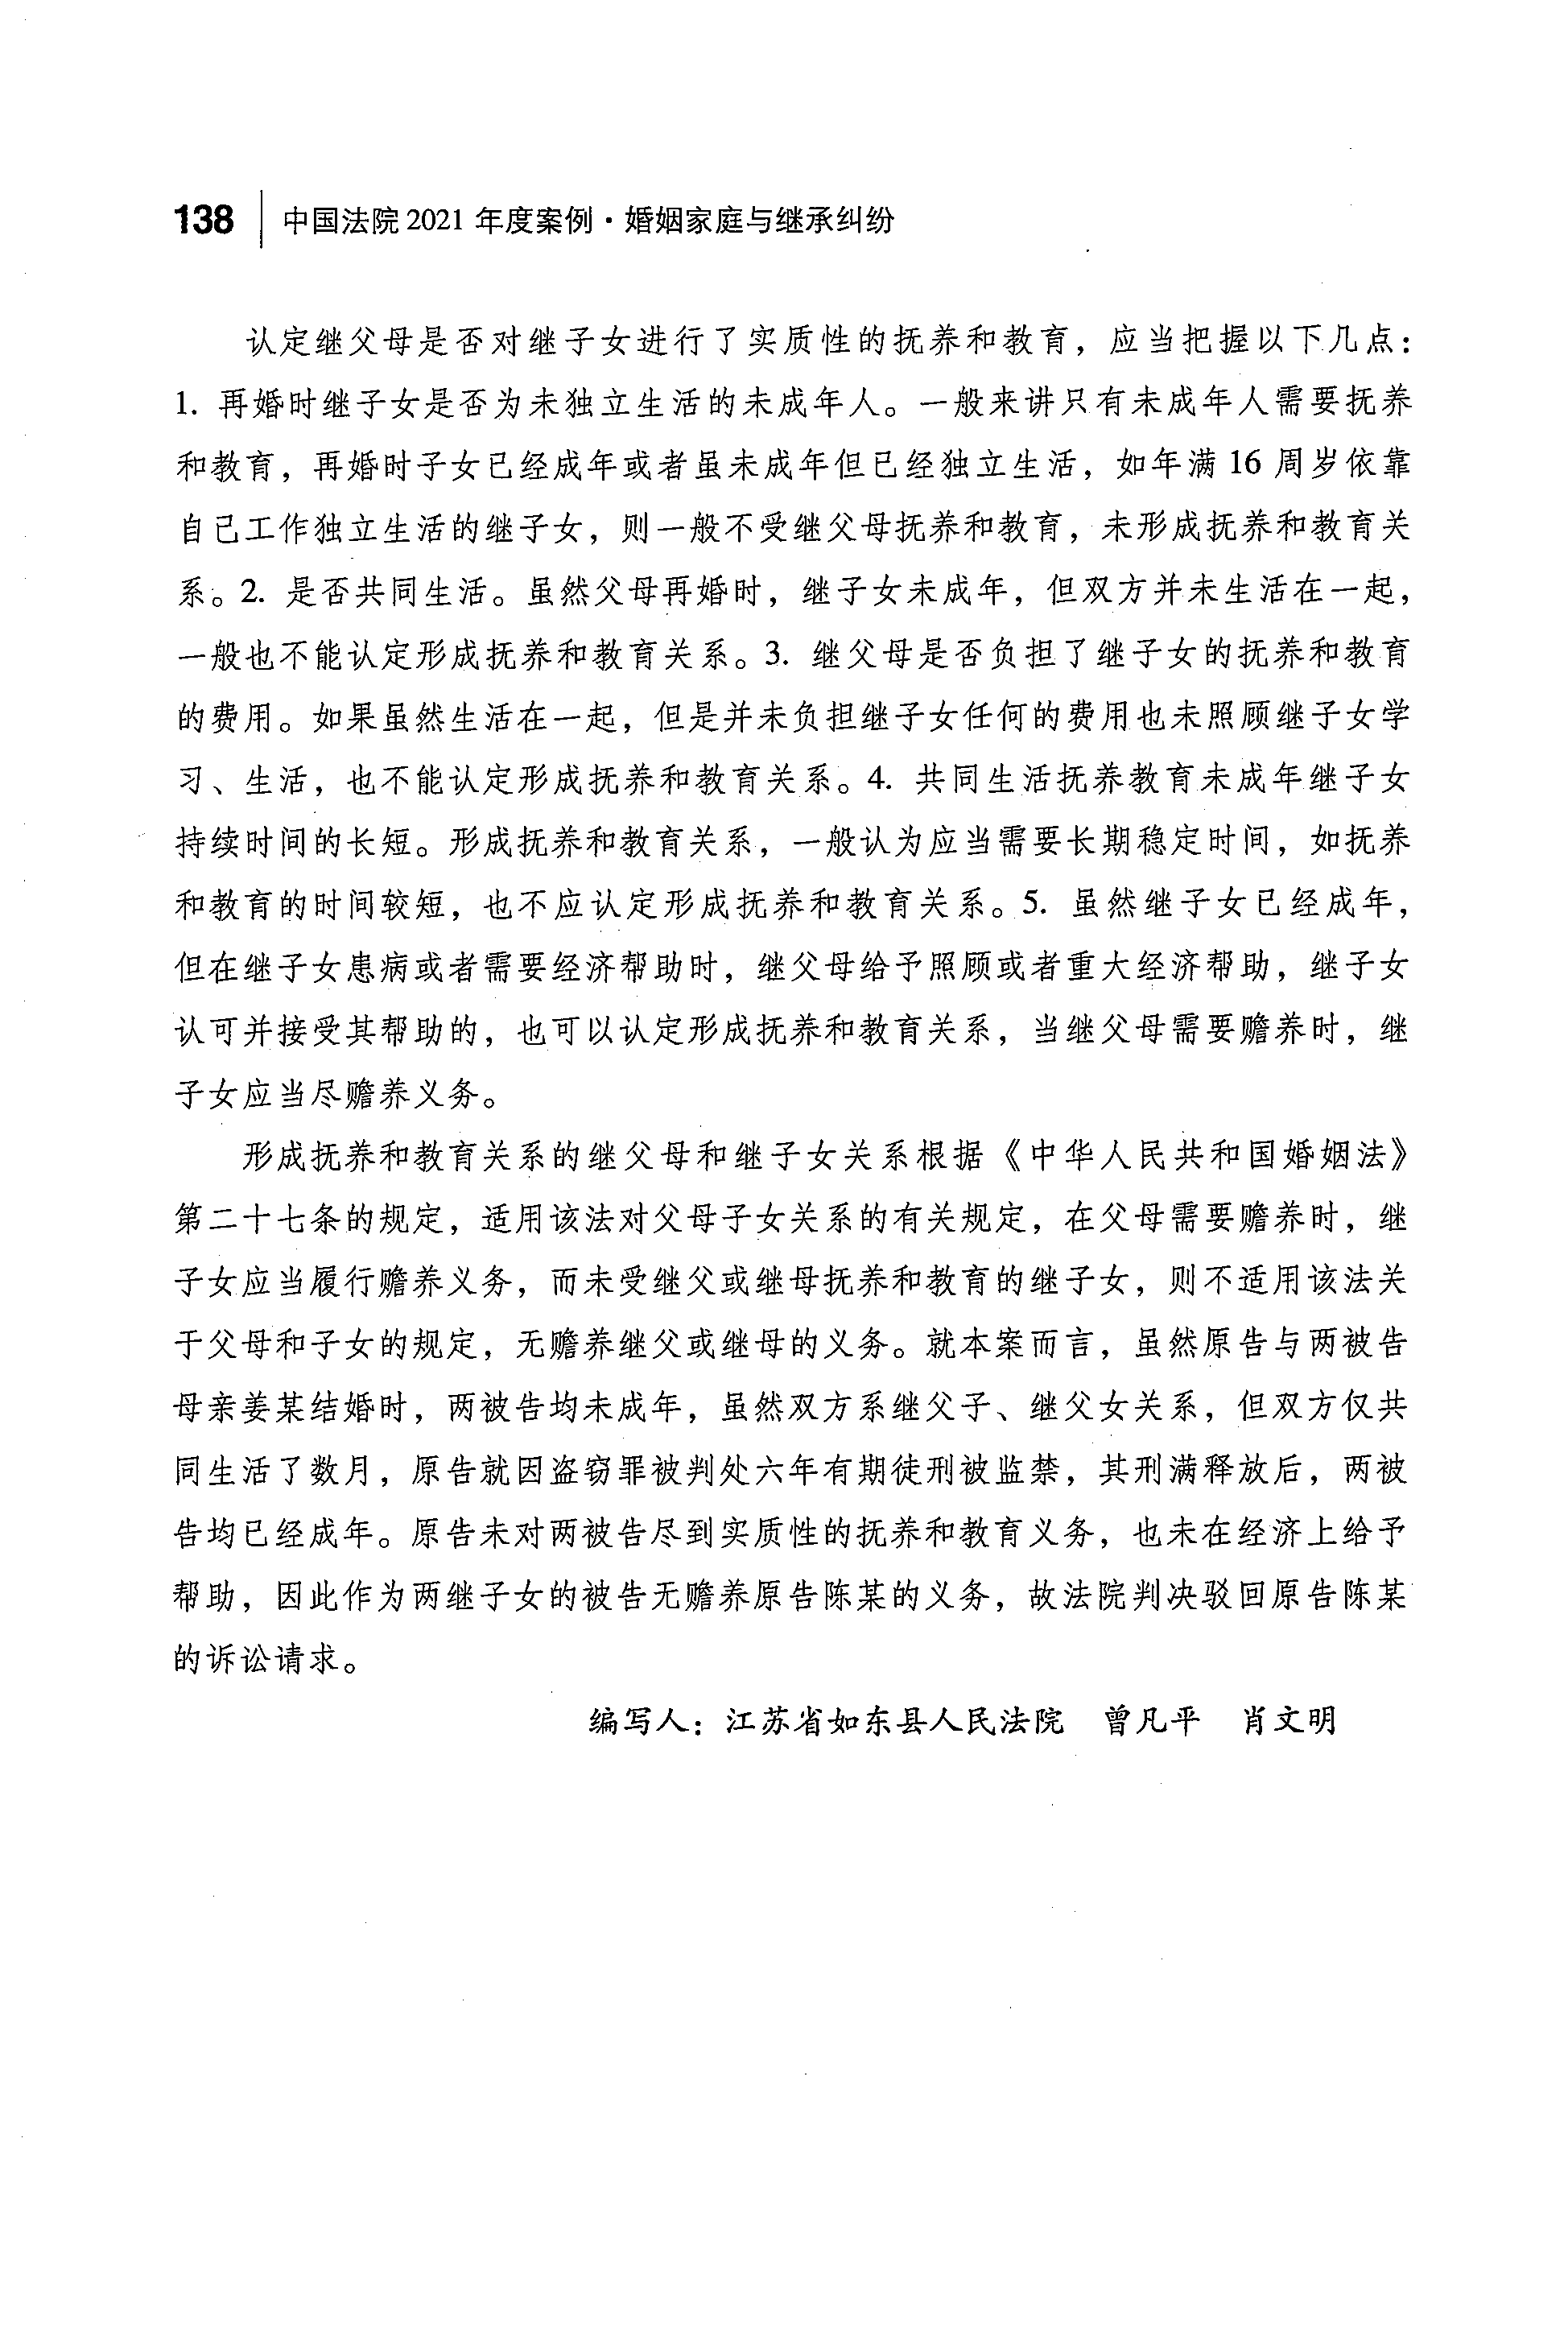 138 中国法院2021年度案例·婚姻家庭与继承纠纷
认定继父母是否对继子女进行了实质性的抚养和教育，应当把握以下几点：
1. 再婚时继子女是否为未独立生活的未成年人。一般来讲只有未成年人需要抚养
和教育，再婚时子女已经成年或者虽未成年但已经独立生活，如年满16周岁依靠
自己工作独立生活的继子女，则一般不受继父母抚养和教育，未形成抚养和教育关
系。2. 是否共同生活。虽然父母再婚时，继子女未成年，但双方并未生活在一起，
一般也不能认定形成抚养和教育关系。3. 继父母是否负担了继子女的抚养和教育
的费用。如果虽然生活在一起，但是并未负担继子女任何的费用也未照顾继子女学
习、生活，也不能认定形成抚养和教育关系。4. 共同生活抚养教育未成年继子女
持续时间的长短。形成抚养和教育关系，一般认为应当需要长期稳定时间，如抚养
和教育的时间较短，也不应认定形成抚养和教育关系。5. 虽然继子女已经成年，
但在继子女患病或者需要经济帮助时，继父母给予照顾或者重大经济帮助，继子女
认可并接受其帮助的，也可以认定形成抚养和教育关系，当继父母需要赡养时，继
子女应当尽赡养义务。
形成抚养和教育关系的继父母和继子女关系根据《中华人民共和国婚姻法》
第二十七条的规定，适用该法对父母子女关系的有关规定，在父母需要赡养时，继
子女应当履行赡养义务，而未受继父或继母抚养和教育的继子女，则不适用该法关
于父母和子女的规定，无赡养继父或继母的义务。就本案而言，虽然原告与两被告
母亲姜某结婚时，两被告均未成年，虽然双方系继父子、继父女关系，但双方仅共
同生活了数月，原告就因盗窃罪被判处六年有期徒刑被监禁，其刑满释放后，两被
告均已经成年。原告未对两被告尽到实质性的抚养和教育义务，也未在经济上给予
帮助，因此作为两继子女的被告无赡养原告陈某的义务，故法院判决驳回原告陈某
的诉讼请求。
编写人：江苏省如东县人民法院 曾凡平 肖文明